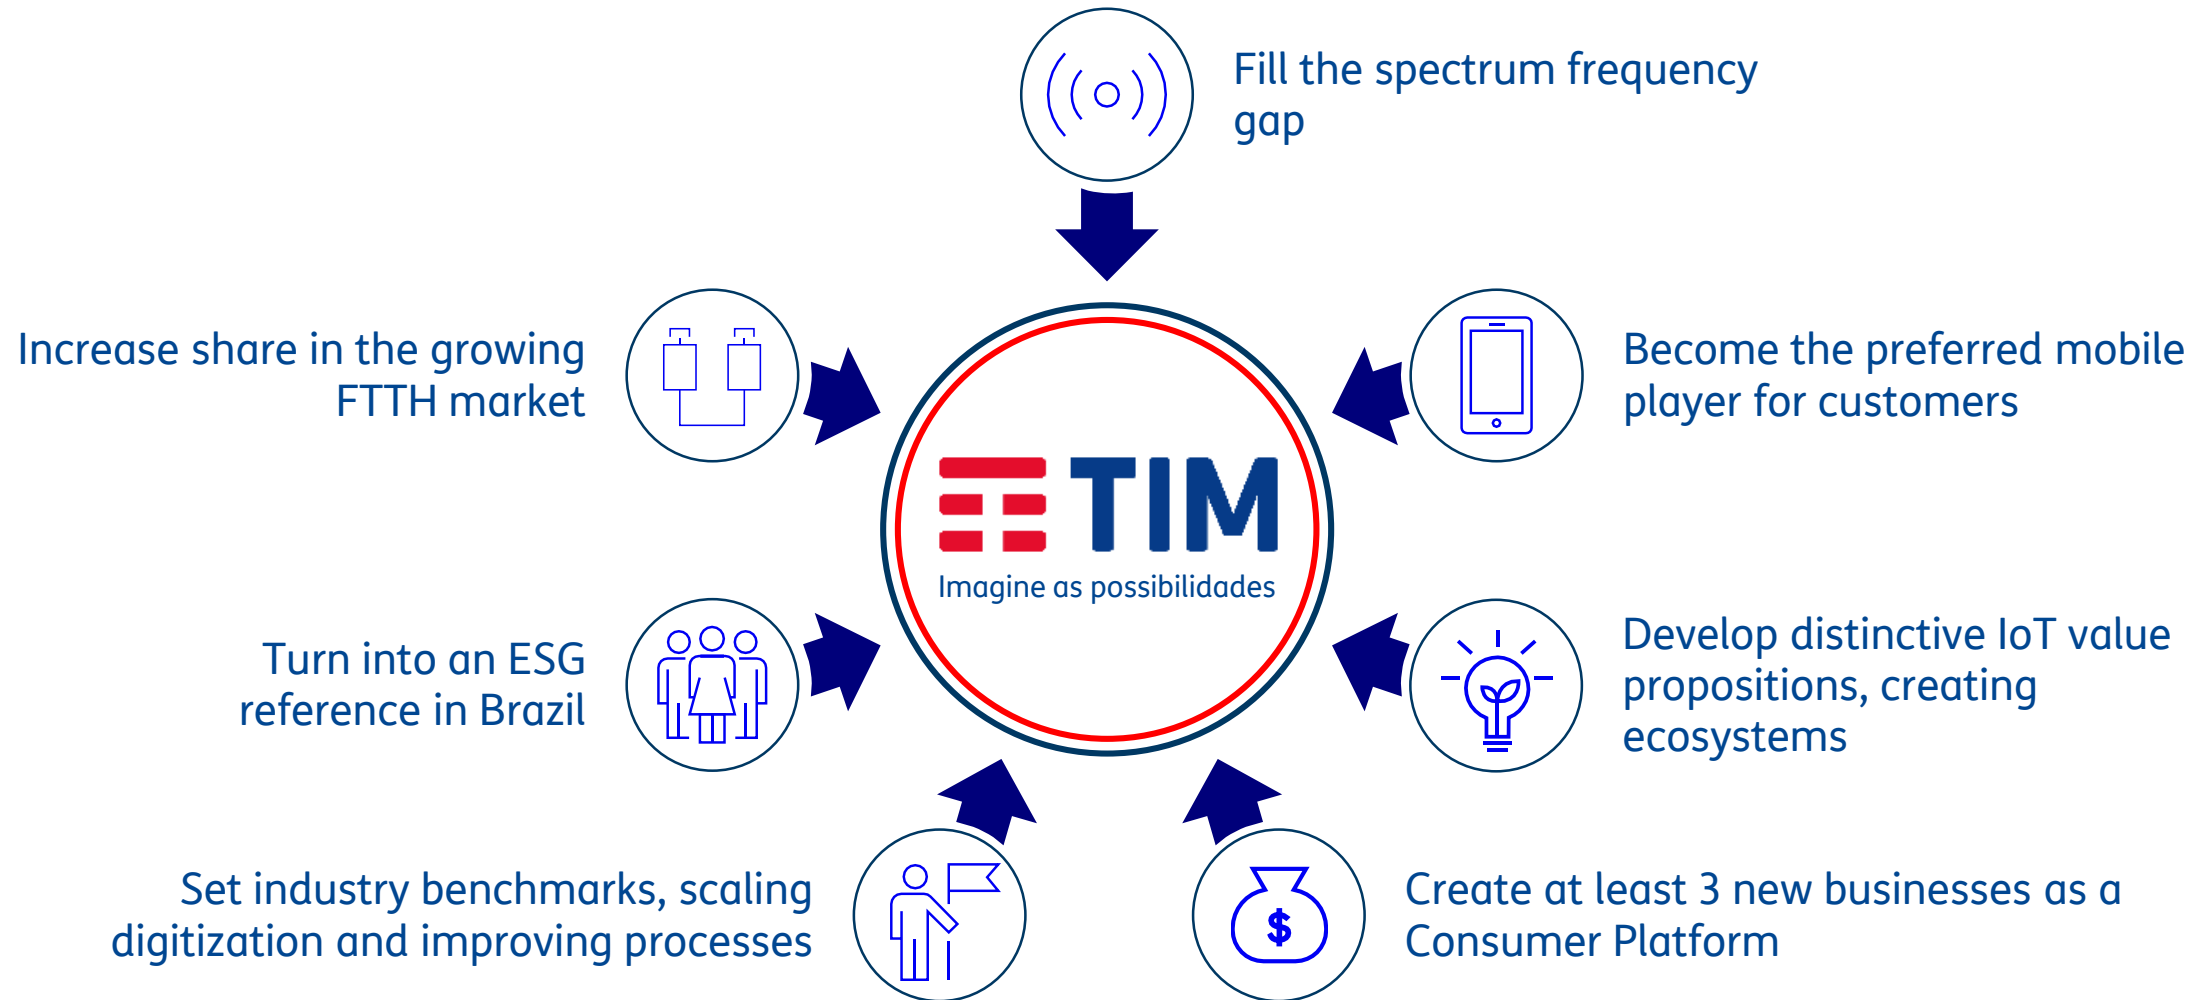 Fill the spectrum frequency
gap
Increase share in the growing
FTTH market
Become the preferred mobile
player for customers
TIM
Imagine as possibilidades
Turn into an ESG
reference in Brazil
Develop distinctive IoT value
propositions, creating
ecosystems
Set industry benchmarks, scaling
digitization and improving processes
$
Create at least 3 new businesses as a
Consumer Platform